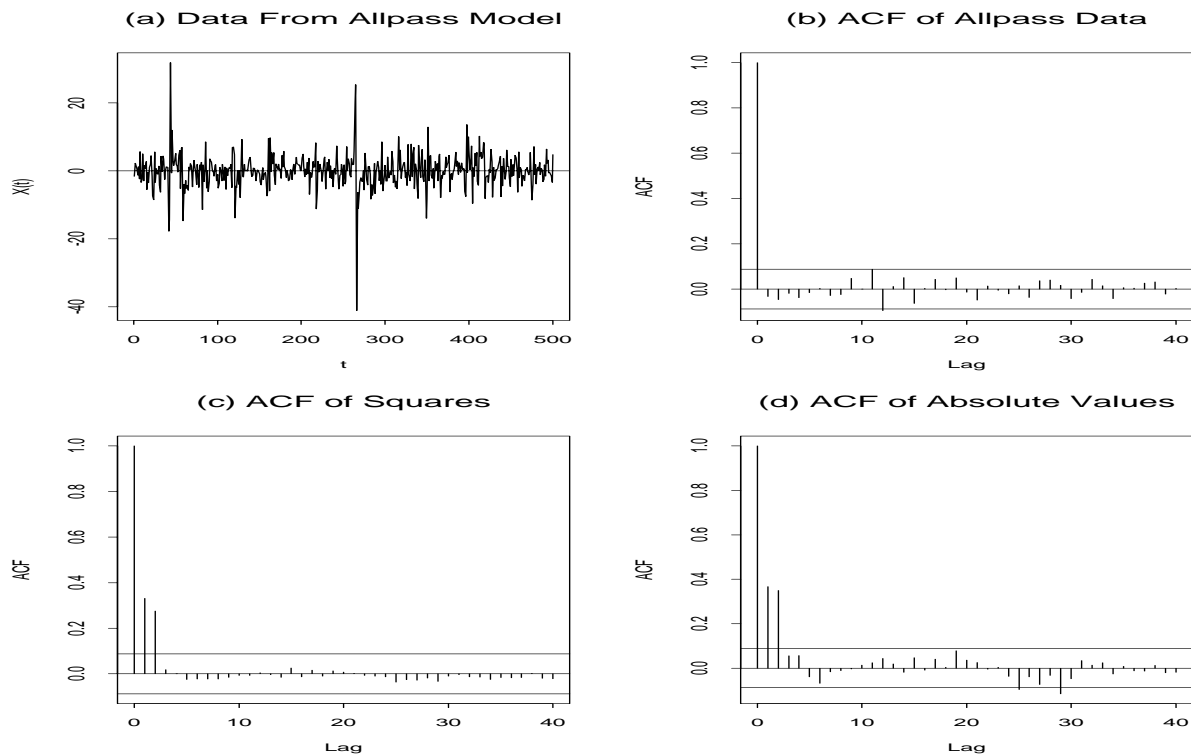 (a) Data From Allpass Model
X(t)
20
0
-20
-40
0 100 200 300 400 500
t
(b) ACF of Allpass Data
ACF
1.0
0.8
0.6
0.4
0.2
0.0
0 10 20 30 40
Lag
(c) ACF of Squares
ACF
1.0
0.8
0.6
0.4
0.2
0.0
0 10 20 30 40
Lag
(d) ACF of Absolute Values
ACF
1.0
0.8
0.6
0.4
0.2
0.0
0 10 20 30 40
Lag